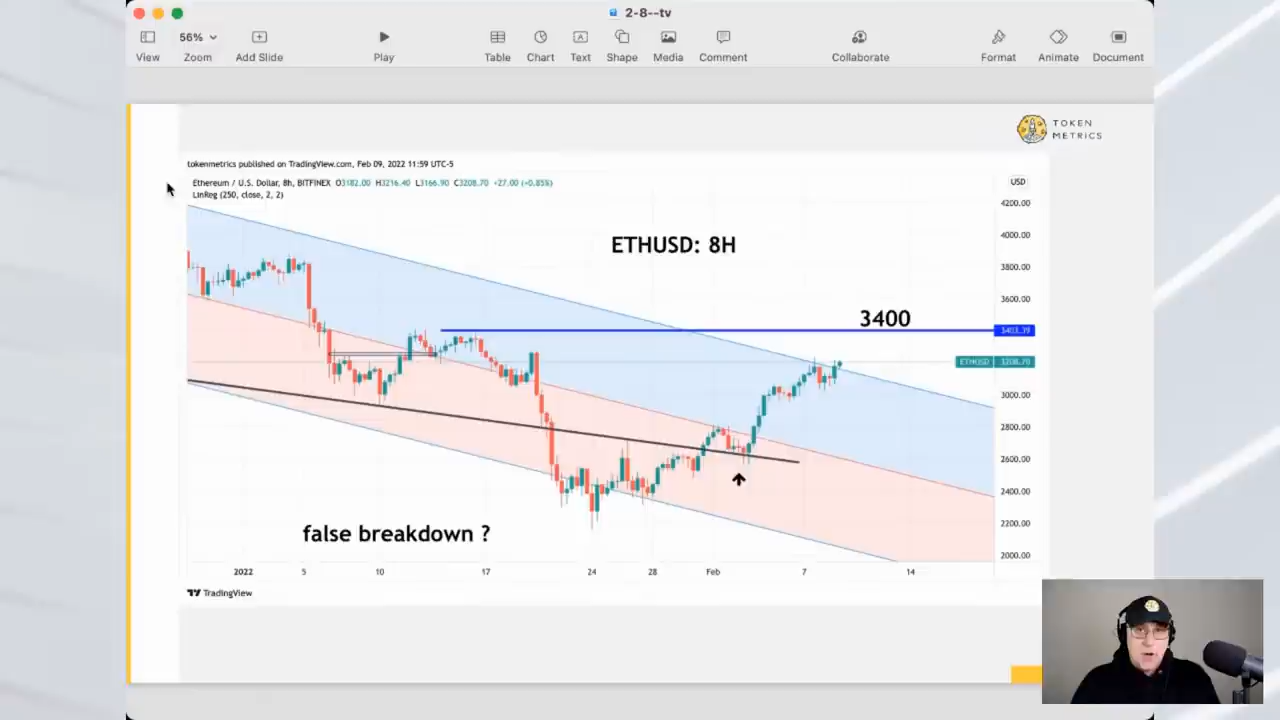 2-8--tv
56%
View
Zoom
Add Slide
Play
Table
Chart
Text
Shape
Media
Comment
Collaborate
Format
Animate
Document
TOKEN
METRICS
tokenmetrics published on TradingView.com, Feb 09, 2022 11:59 UTC-5
Ethereum / U.S. Dollar, 8h, BITFINEX O3182.00 H3216.40 L3166.90 C3208.70 +27.00 (+0.85%)
LinReg (250, close, 2, 2)
USD
4200.00
ETHUSD: 8H
4000.00
3800.00
3600.00
3400
3403.39
ETHUSD 3208.70
3000.00
2800.00
2600.00
2400.00
2200.00
false breakdown ?
2000.00
2022 5 10 17 24 28 Feb 7 14
TradingView